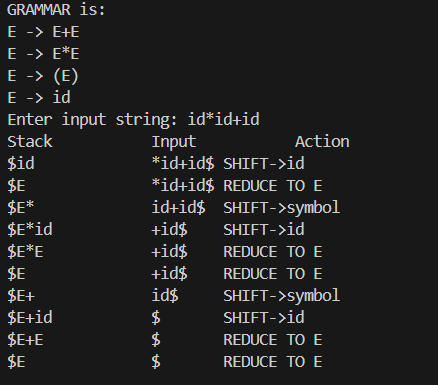 GRAMMAR is:
E -> E+E
E -> E*E
E -> (E)
E -> id
Enter input string: id*id+id
Stack Input Action
$id *id+id$ SHIFT->id
$E *id+id$ REDUCE TO E
$E* id+id$ SHIFT->symbol
$E*id +id$ SHIFT->id
$E*E +id$ REDUCE TO E
$E +id$ REDUCE TO E
$E+ id$ SHIFT->symbol
$E+id $ SHIFT->id
$E+E $ REDUCE TO E
$E $ REDUCE TO E